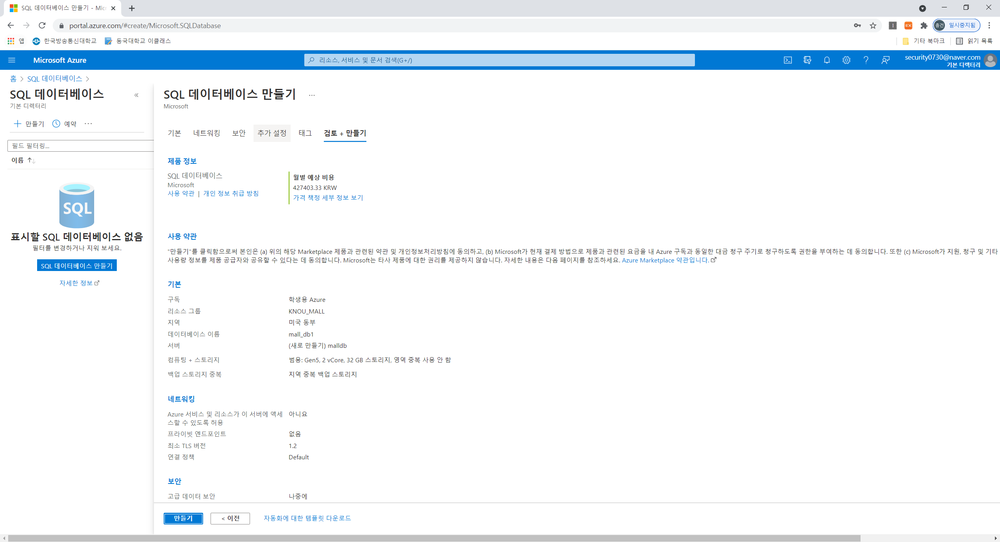 SQL 데이터베이스 만들기 - Micr
portal.azure.com/#create/Microsoft.SQLDatabase
EX
충건
일시중지됨
앱
한국방송통신대학교
동국대학교 이클래스
기타 북마크
읽기 목록
Microsoft Azure
리소스, 서비스 및 문서 검색(G+/)
security0730@naver.com
기본 디렉터리
홈 > SQL 데이터베이스 >
SQL 데이터베이스
«
기본 디렉터리
만들기
예약
...
필드 필터링...
이름 ↑↓
SQL
표시할 SQL 데이터베이스 없음
필터를 변경하거나 지워 보세요.
SQL 데이터베이스 만들기
자세한 정보
SQL 데이터베이스 만들기 ...
Microsoft
기본 네트워킹 보안 추가 설정 태그 검토 + 만들기
제품 정보
SQL 데이터베이스
Microsoft
사용 약관 | 개인 정보 취급 방침
월별 예상 비용
427403.33 KRW
가격 책정 세부 정보 보기
사용 약관
"만들기"를 클릭함으로써 본인은 (a) 위의 해당 Marketplace 제품과 관련된 약관 및 개인정보처리방침에 동의하고, (b) Microsoft가 현재 결제 방법으로 제품과 관련된 요금을 내 Azure 구독과 동일한 대금 청구 주기로 청구하도록 권한을 부여하는 데 동의합니다. 또한 (c) Microsoft가 지원, 청구 및 기타
사용량 정보를 제품 공급자와 공유할 수 있다는 데 동의합니다. Microsoft는 타사 제품에 대한 권리를 제공하지 않습니다. 자세한 내용은 다음 페이지를 참조하세요. Azure Marketplace 약관입니다.
기본
구독 학생용 Azure
리소스 그룹 KNOU_MALL
지역 미국 동부
데이터베이스 이름 mall_db1
서버 (새로 만들기) malldb
컴퓨팅 + 스토리지 범용: Gen5, 2 vCore, 32 GB 스토리지, 영역 중복 사용 안 함
백업 스토리지 중복 지역 중복 백업 스토리지
네트워킹
Azure 서비스 및 리소스가 이 서버에 액세 아니요
스할 수 있도록 허용
프라이빗 엔드포인트 없음
최소 TLS 버전 1.2
연결 정책 Default
보안
고급 데이터 보안 나중에
만들기
< 이전
자동화에 대한 템플릿 다운로드